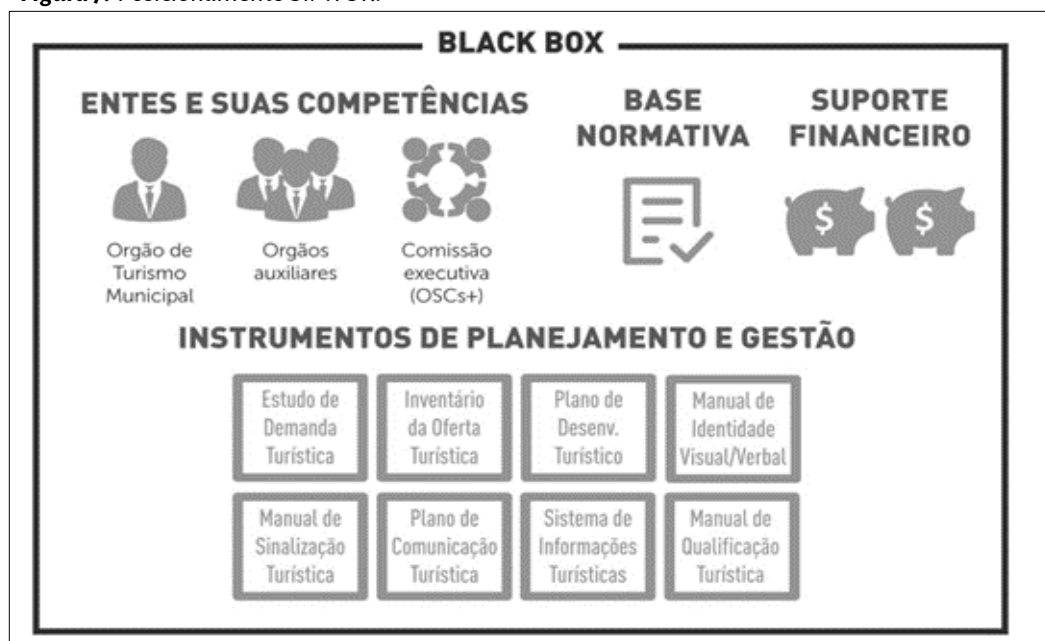 BLACK BOX
ENTES E SUAS COMPETÊNCIAS
Orgão de
Turismo
Municipal
Orgãos
auxiliares
Comissão
executiva
(OSCs+)
BASE
NORMATIVA
SUPORTE
FINANCEIRO
$ $
INSTRUMENTOS DE PLANEJAMENTO E GESTÃO
Estudo de
Demanda
Turística
Inventário
da Oferta
Turística
Plano de
Desenv.
Turístico
Manual de
Identidade
Visual/Verbal
Manual de
Sinalização
Turística
Plano de
Comunicação
Turística
Sistema de
Informações
Turísticas
Manual de
Qualificação
Turística